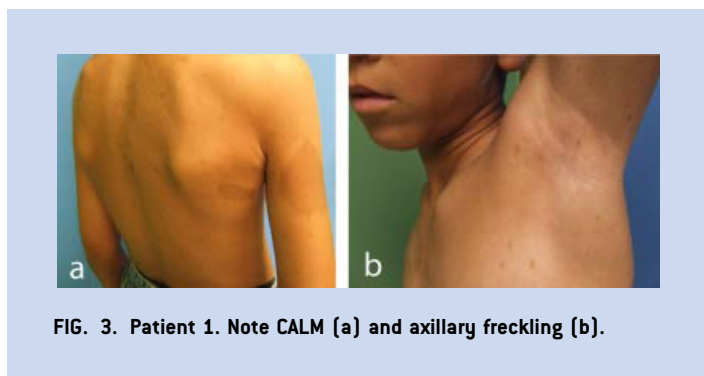 a
b
FIG. 3. Patient 1. Note CALM (a) and axillary freckling (b).